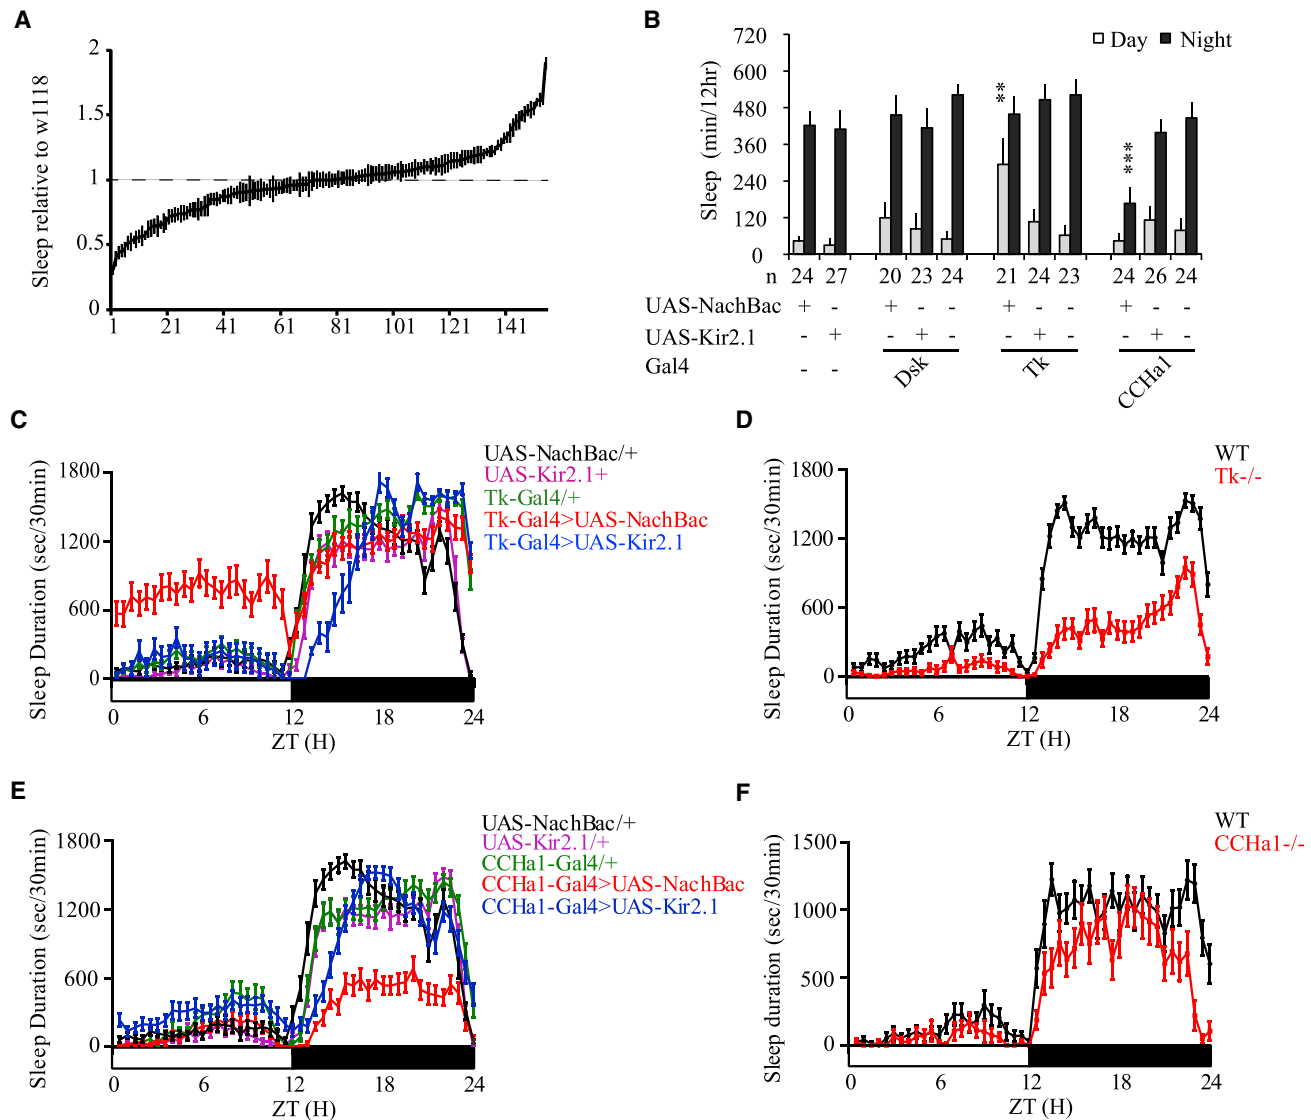 A
Sleep relative to w1118
2
1.5
1
0.5
0
1 21 41 61 81 101 121 141
B
Sleep (min/12hr)
720
600
480
360
240
120
0
Day Night
**
***
n 24 27 20 23 24 21 24 23 24 26 24
UAS-NachBac + - + - - + - - + - -
UAS-Kir2.1 - + - + - - + - - + -
Gal4 - - Dsk Tk CCHa1
C
Sleep Duration (sec/30min)
1800
1200
600
0
0 6 12 18 24
ZT (H)
UAS-NachBac/+
UAS-Kir2.1+
Tk-Gal4/+
Tk-Gal4>UAS-NachBac
Tk-Gal4>UAS-Kir2.1
D
Sleep Duration (sec/30min)
1800
1200
600
0
0 6 12 18 24
ZT (H)
WT
Tk-/-
E
Sleep Duration (sec/30min)
1800
1200
600
0
0 6 12 18 24
ZT (H)
UAS-NachBac/+
UAS-Kir2.1/+
CCHa1-Gal4/+
CCHa1-Gal4>UAS-NachBac
CCHa1-Gal4>UAS-Kir2.1
F
Sleep duration (sec/30min)
1500
1000
500
0
0 6 12 18 24
ZT (H)
WT
CCHa1-/-